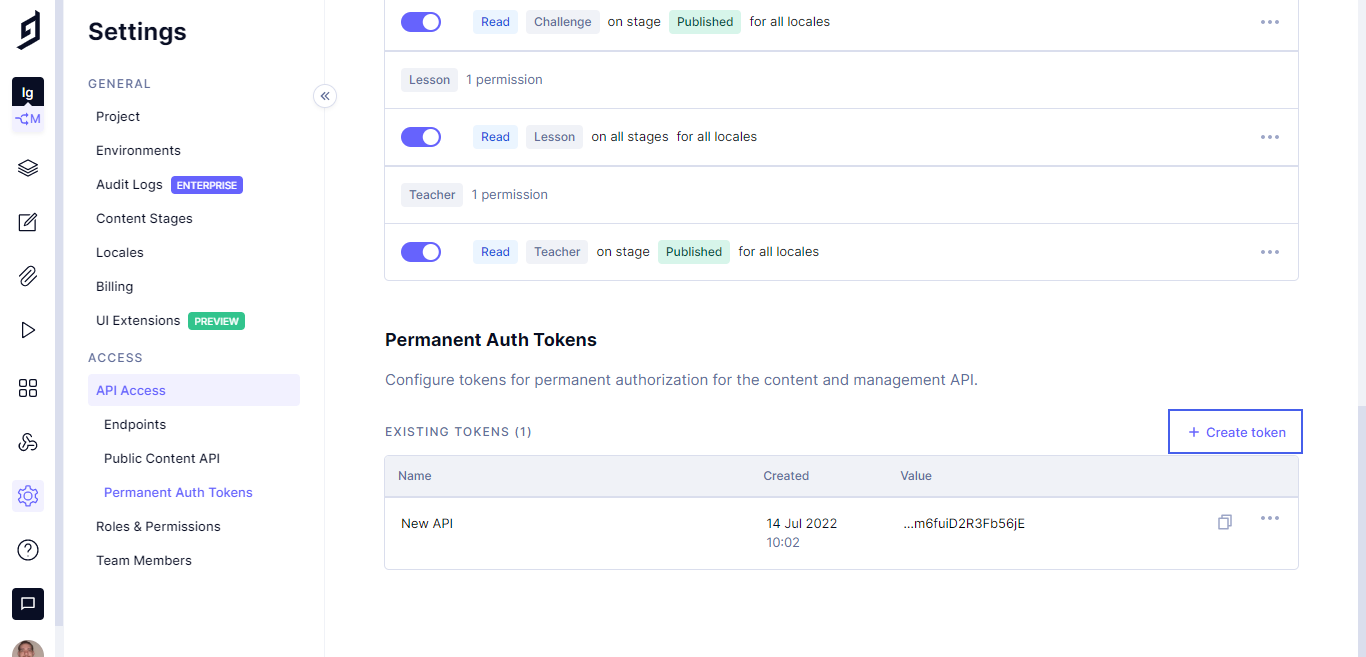 Settings
lg
M
GENERAL
Project
Environments
Audit Logs ENTERPRISE
Content Stages
Locales
Billing
UI Extensions PREVIEW
ACCESS
API Access
Endpoints
Public Content API
Permanent Auth Tokens
Roles & Permissions
Team Members
Read Challenge on stage Published for all locales
Lesson 1 permission
Read Lesson on all stages for all locales
Teacher 1 permission
Read Teacher on stage Published for all locales
Permanent Auth Tokens
Configure tokens for permanent authorization for the content and management API.
EXISTING TOKENS (1)
+ Create token
Name Created Value
New API 14 Jul 2022 ...m6fuiD2R3Fb56jE
10:02